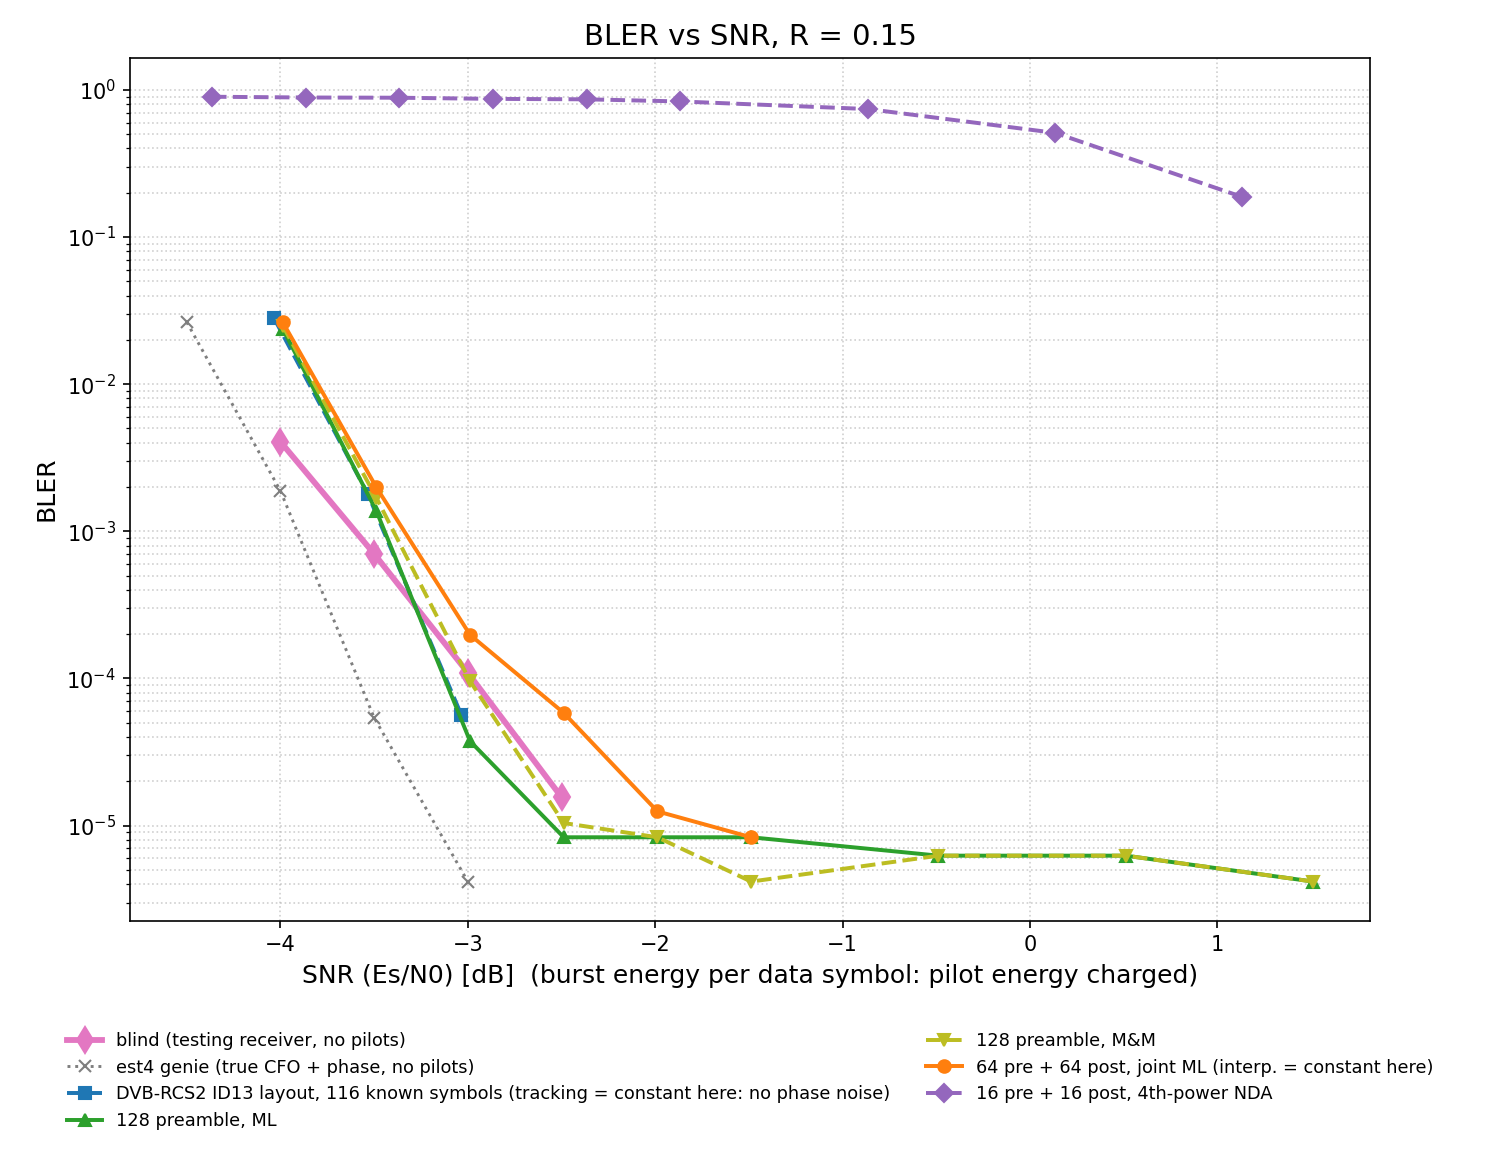 BLER vs SNR, R = 0.15
10⁰
10⁻¹
10⁻²
10⁻³
10⁻⁴
10⁻⁵
BLER
−4
−3
−2
−1
0
1
SNR (Es/N0) [dB]  (burst energy per data symbol: pilot energy charged)
blind (testing receiver, no pilots)
est4 genie (true CFO + phase, no pilots)
DVB-RCS2 ID13 layout, 116 known symbols (tracking = constant here: no phase noise)
128 preamble, ML
128 preamble, M&M
64 pre + 64 post, joint ML (interp. = constant here)
16 pre + 16 post, 4th-power NDA